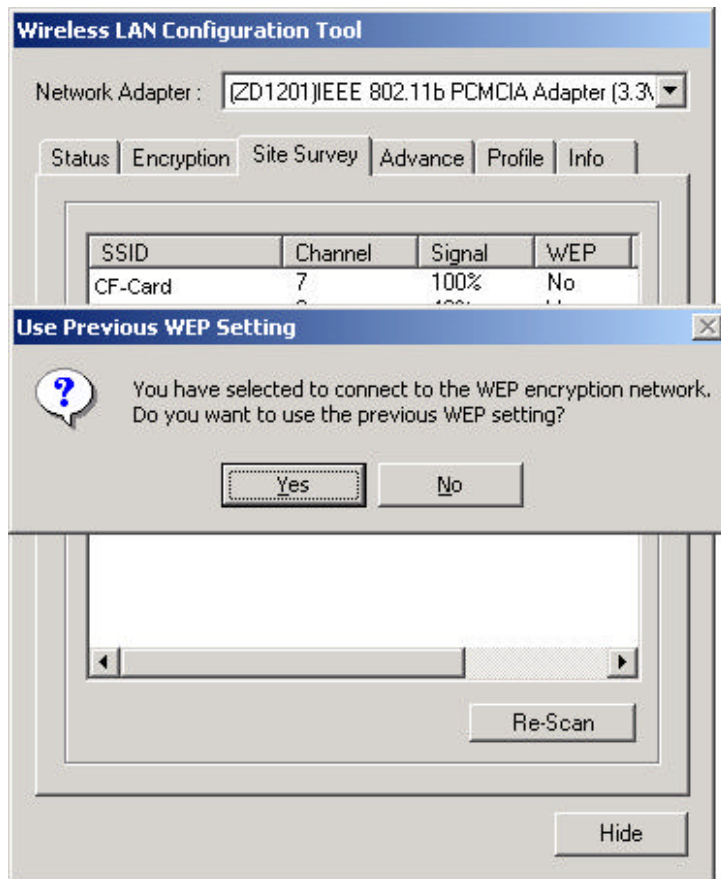 Wireless LAN Configuration Tool
Network Adapter : (ZD1201)IEEE 802.11b PCMCIA Adapter (3.3V
Status Encryption Site Survey Advance Profile Info
SSID Channel Signal WEP
CF-Card 7 100% No
Use Previous WEP Setting
?
You have selected to connect to the WEP encryption network.
Do you want to use the previous WEP setting?
Yes No
Re-Scan
Hide